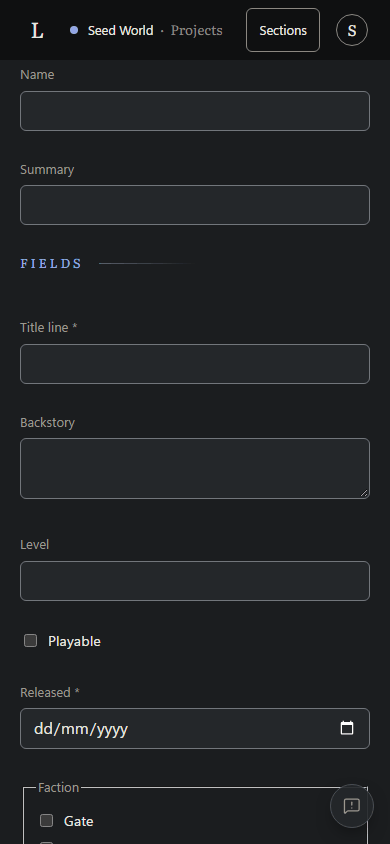 L
Seed World · Projects
Sections
S
Name
Summary
FIELDS
Title line *
Backstory
Level
Playable
Released *
dd/mm/yyyy
Faction
Gate